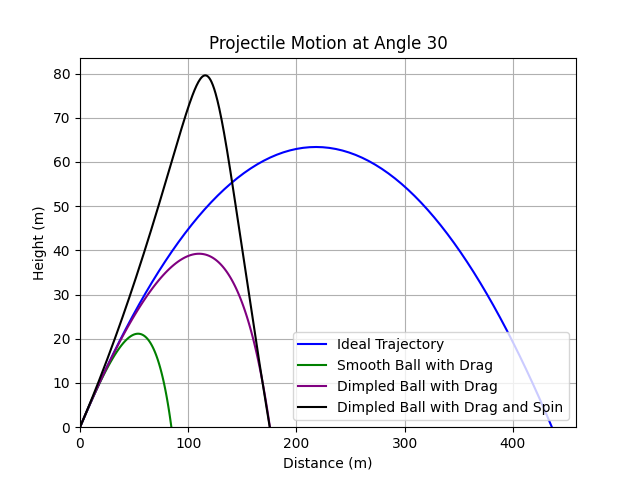 Projectile Motion at Angle 30
Height (m)
80
70
60
50
40
30
20
10
0
0 100 200 300 400
Distance (m)
Ideal Trajectory
Smooth Ball with Drag
Dimpled Ball with Drag
Dimpled Ball with Drag and Spin